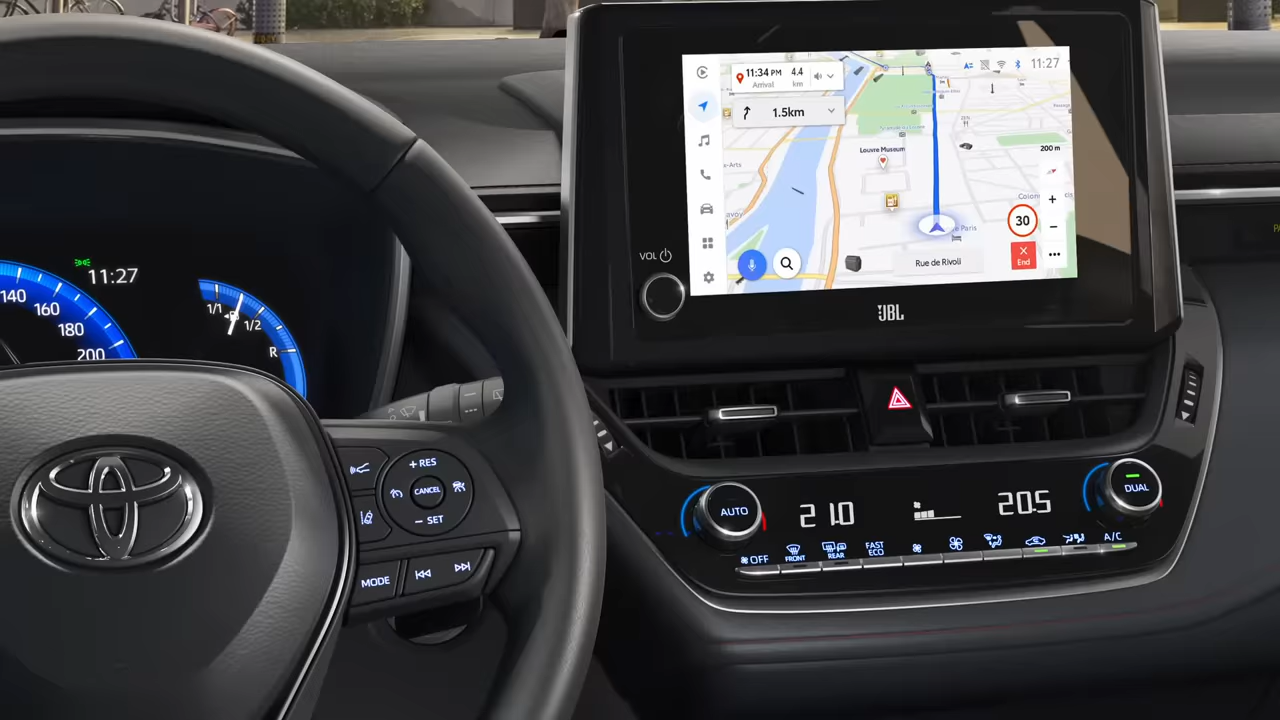 11:34 PM
Arrival
4.4
km
11:27
1.5km
Louvre Museum
200 m
VOL
30
End
Rue de Rivoli
JBL
11:27
140
160
180
200
1/1
1/2
R
+ RES
CANCEL
− SET
MODE
AUTO
21.0
20.5
DUAL
OFF
FRONT
REAR
FAST
ECO
A/C